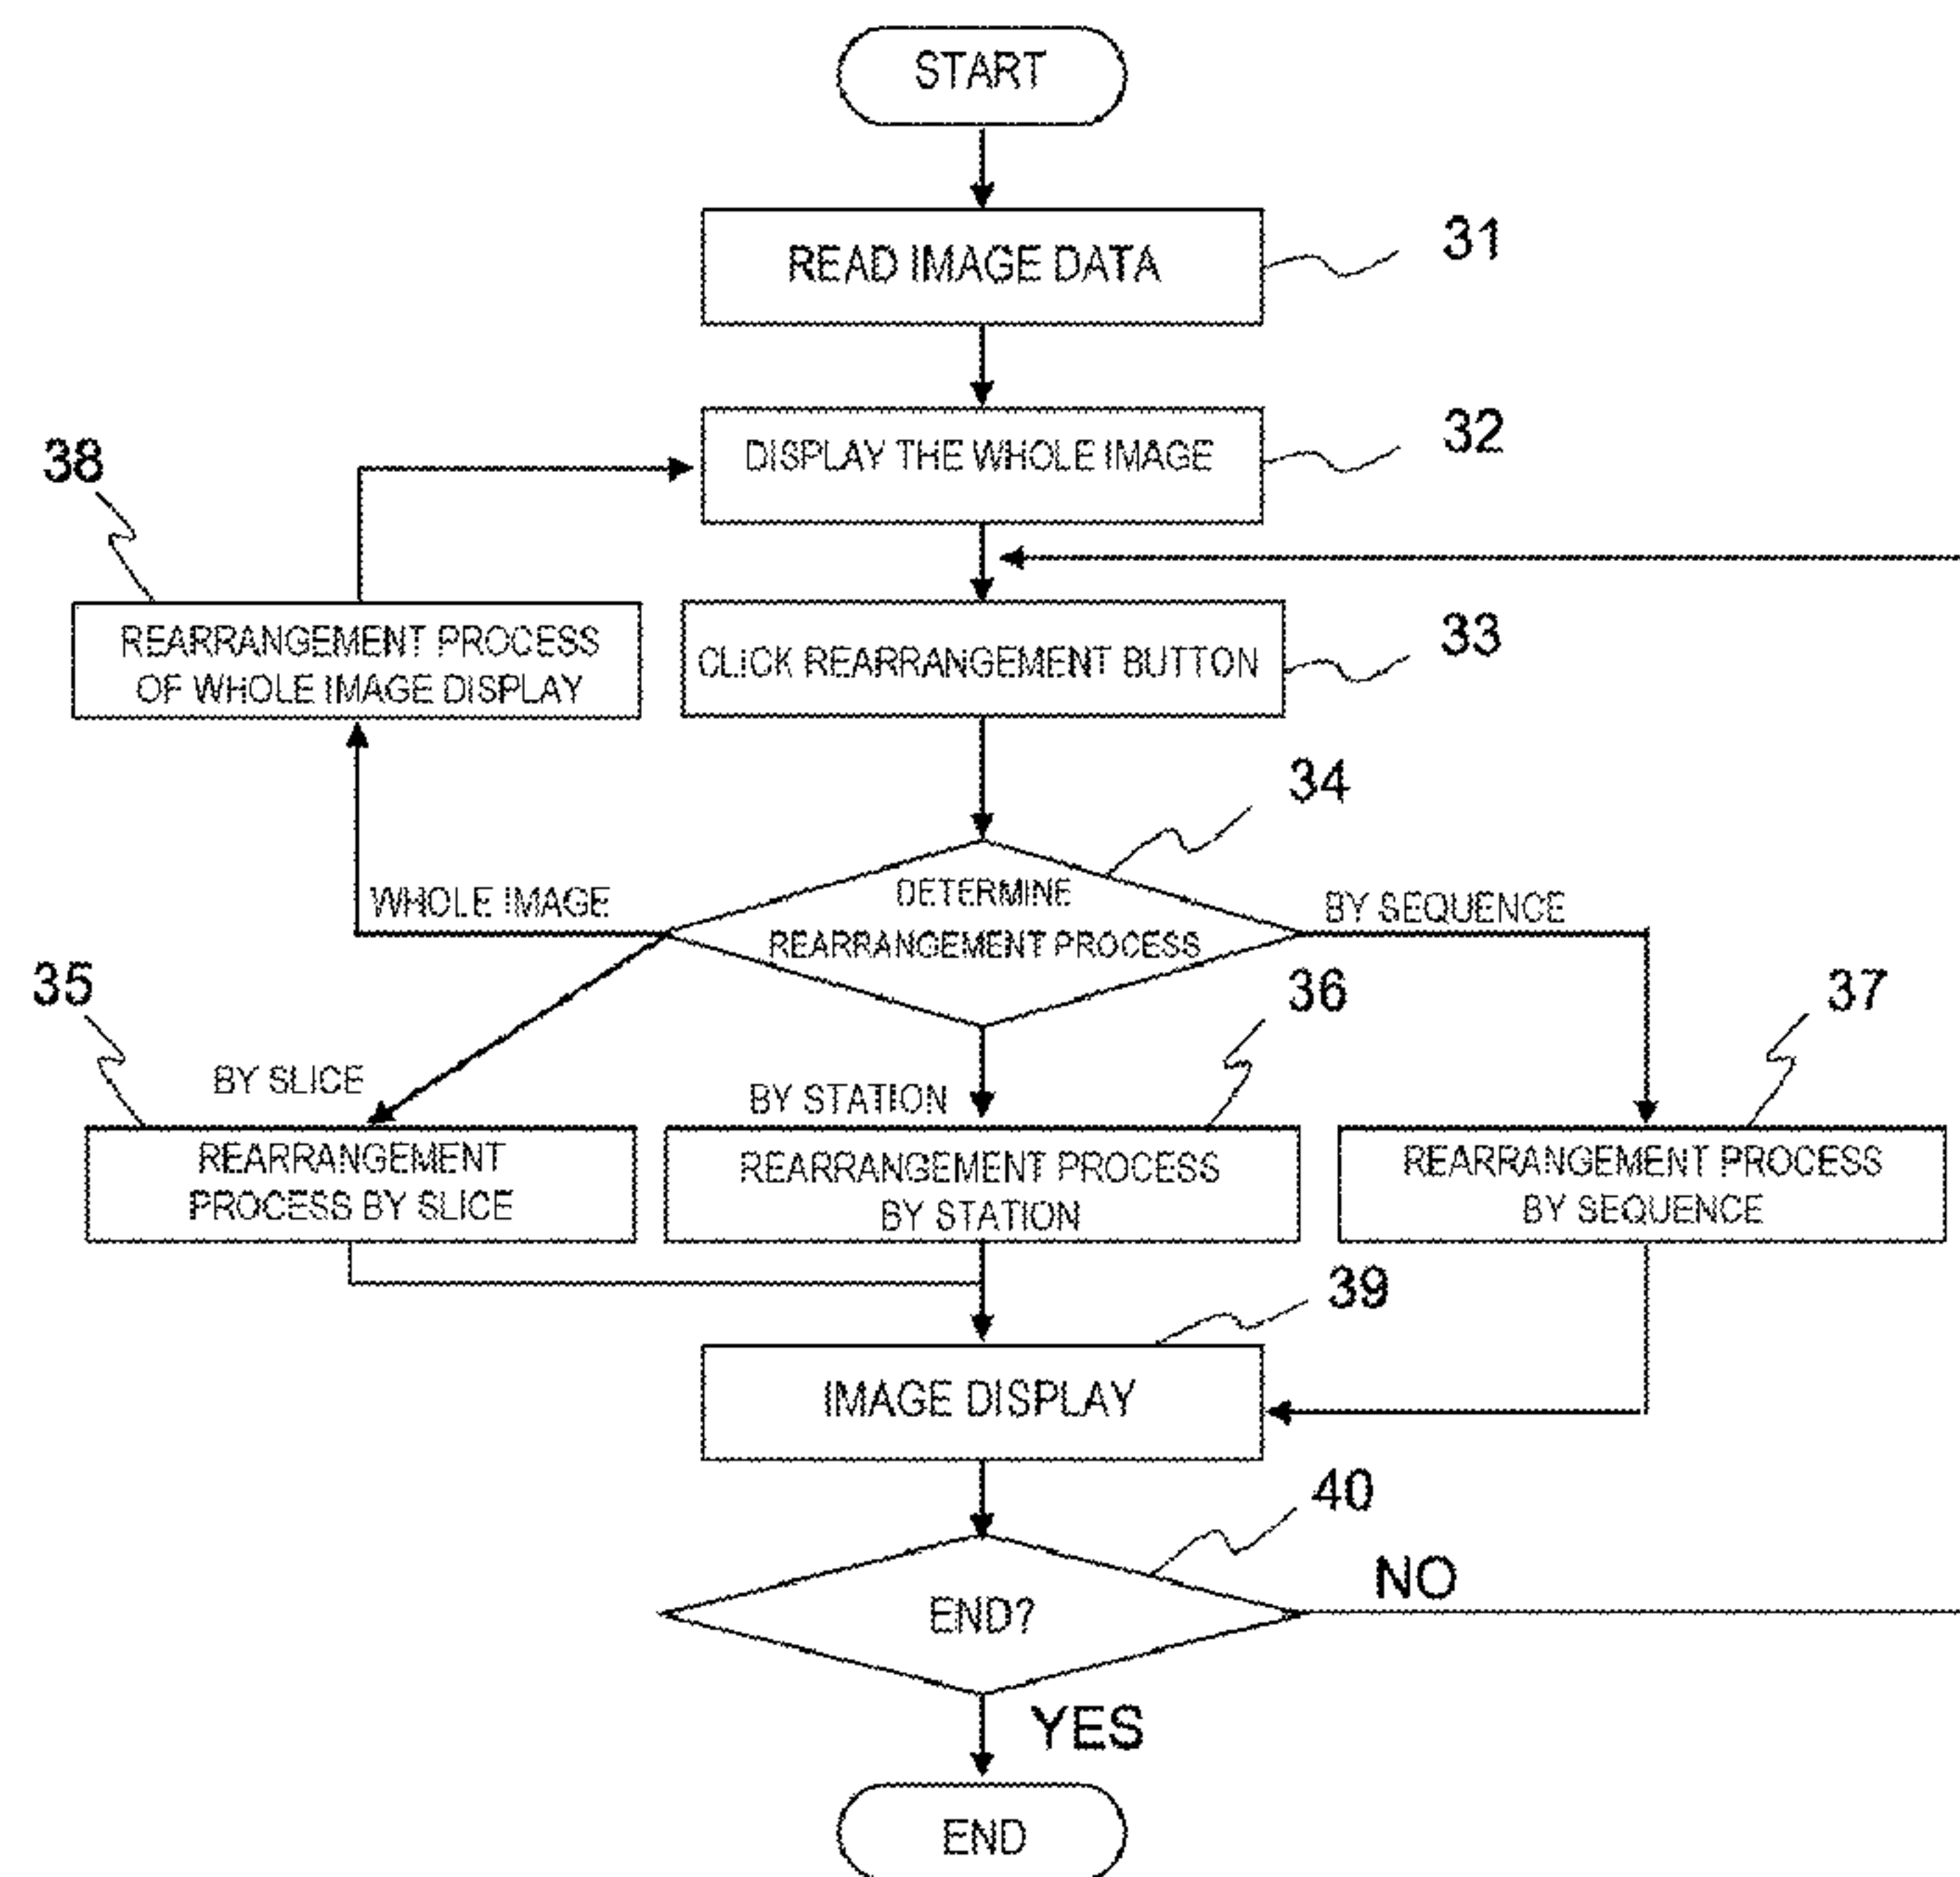 START
READ IMAGE DATA
31
DISPLAY THE WHOLE IMAGE
32
38
REARRANGEMENT PROCESS
OF WHOLE IMAGE DISPLAY
CLICK REARRANGEMENT BUTTON
33
34
WHOLE IMAGE
DETERMINE
REARRANGEMENT PROCESS
BY SEQUENCE
35
36
37
BY SLICE
BY STATION
REARRANGEMENT
PROCESS BY SLICE
REARRANGEMENT PROCESS
BY STATION
REARRANGEMENT PROCESS
BY SEQUENCE
39
IMAGE DISPLAY
40
END?
NO
YES
END